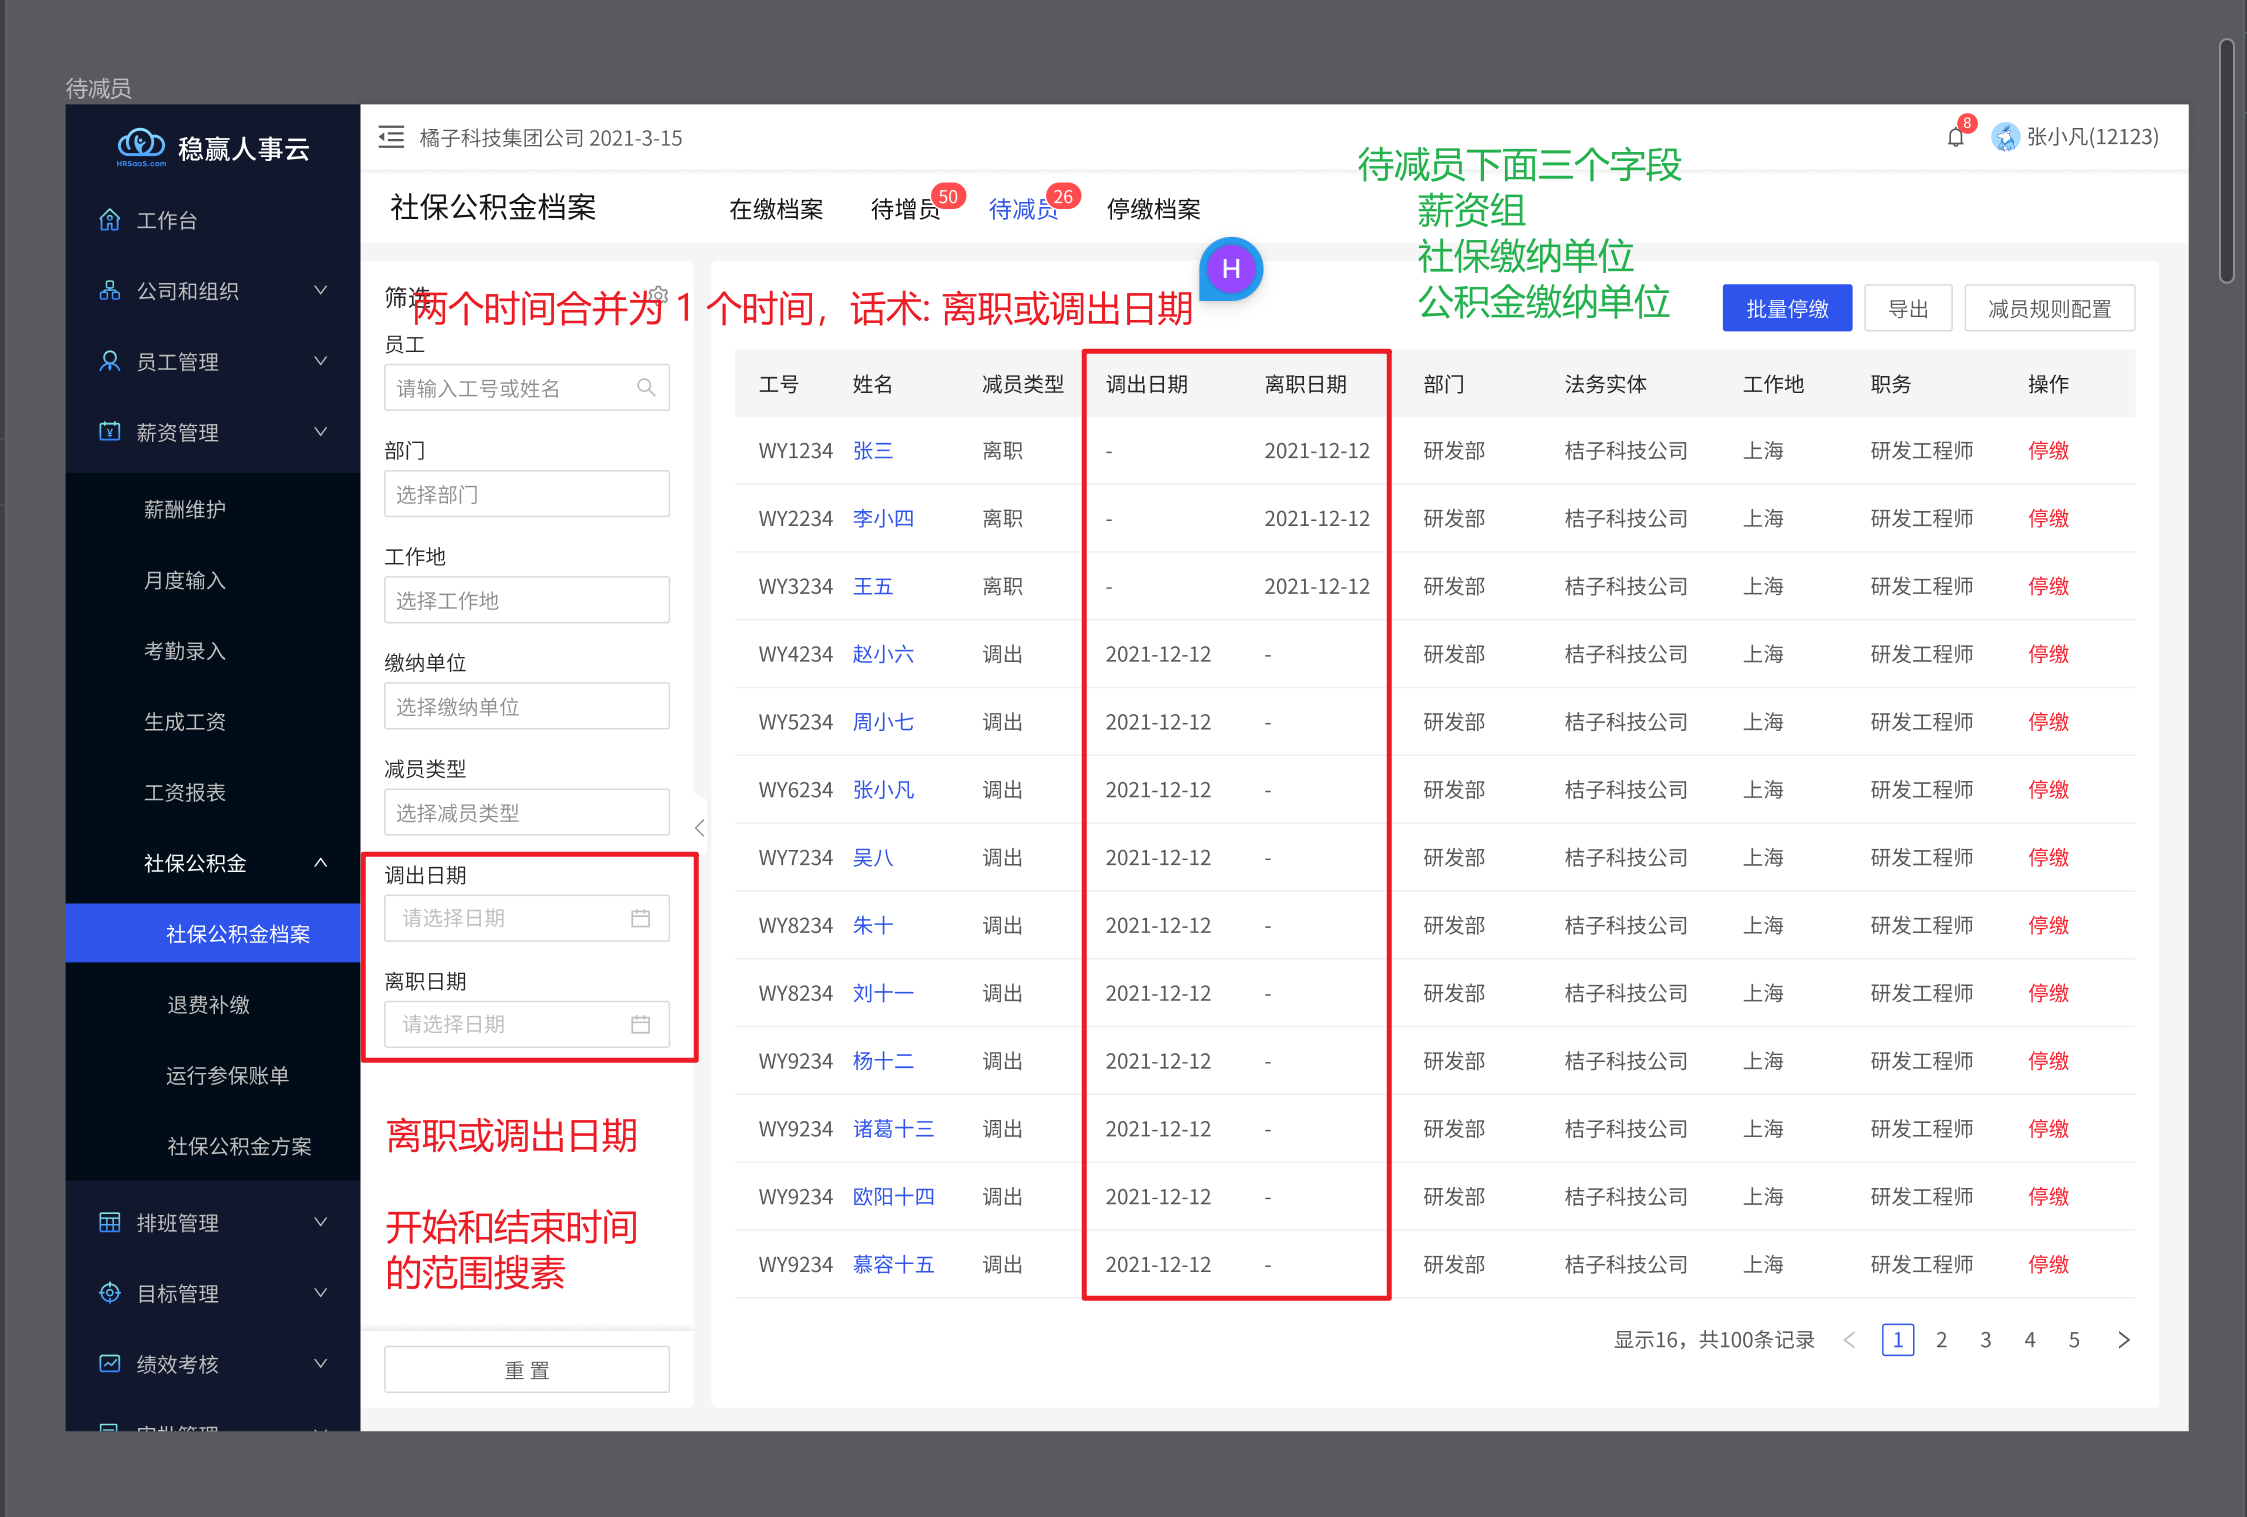 待减员
稳赢人事云
HRSaaS.com
工作台
公司和组织
员工管理
薪资管理
薪酬维护
月度输入
考勤录入
生成工资
工资报表
社保公积金
社保公积金档案
退费补缴
运行参保账单
社保公积金方案
排班管理
目标管理
绩效考核
橘子科技集团公司 2021-3-15
8
张小凡(12123)
社保公积金档案
在缴档案
待增员 50
待减员 26
停缴档案
待减员下面三个字段
薪资组
社保缴纳单位
公积金缴纳单位
H
两个时间合并为 1 个时间，话术: 离职或调出日期
筛选
员工
请输入工号或姓名
部门
选择部门
工作地
选择工作地
缴纳单位
选择缴纳单位
减员类型
选择减员类型
调出日期
请选择日期
离职日期
请选择日期
离职或调出日期
开始和结束时间
的范围搜素
重 置
批量停缴 导出 减员规则配置
工号 姓名 减员类型 调出日期 离职日期 部门 法务实体 工作地 职务 操作
WY1234 张三 离职 - 2021-12-12 研发部 桔子科技公司 上海 研发工程师 停缴
WY2234 李小四 离职 - 2021-12-12 研发部 桔子科技公司 上海 研发工程师 停缴
WY3234 王五 离职 - 2021-12-12 研发部 桔子科技公司 上海 研发工程师 停缴
WY4234 赵小六 调出 2021-12-12 - 研发部 桔子科技公司 上海 研发工程师 停缴
WY5234 周小七 调出 2021-12-12 - 研发部 桔子科技公司 上海 研发工程师 停缴
WY6234 张小凡 调出 2021-12-12 - 研发部 桔子科技公司 上海 研发工程师 停缴
WY7234 吴八 调出 2021-12-12 - 研发部 桔子科技公司 上海 研发工程师 停缴
WY8234 朱十 调出 2021-12-12 - 研发部 桔子科技公司 上海 研发工程师 停缴
WY8234 刘十一 调出 2021-12-12 - 研发部 桔子科技公司 上海 研发工程师 停缴
WY9234 杨十二 调出 2021-12-12 - 研发部 桔子科技公司 上海 研发工程师 停缴
WY9234 诸葛十三 调出 2021-12-12 - 研发部 桔子科技公司 上海 研发工程师 停缴
WY9234 欧阳十四 调出 2021-12-12 - 研发部 桔子科技公司 上海 研发工程师 停缴
WY9234 慕容十五 调出 2021-12-12 - 研发部 桔子科技公司 上海 研发工程师 停缴
显示16，共100条记录 < 1 2 3 4 5 >